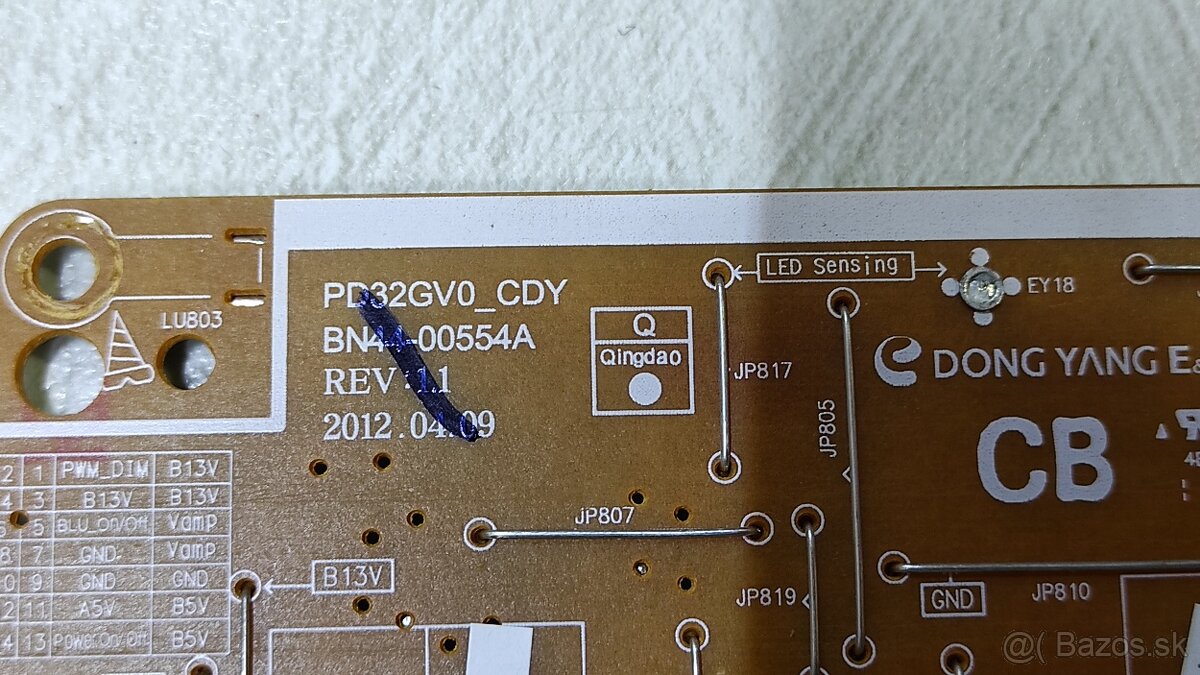 PD32GV0_CDY
BN44-00554A
REV 1.1
2012.04.09
LU803
Q
Qingdao
LED Sensing
EY18
JP817
JP805
DONG YANG E&
CB
JP807
JP819
JP810
GND
B13V
2 1 PWM_DIM B13V
4 3 B13V B13V
5 BLU_On/Off Vamp
8 7 GND Vamp
0 9 GND GND
2 11 A5V B5V
4 13 Power On/Off B5V
@( Bazos.sk